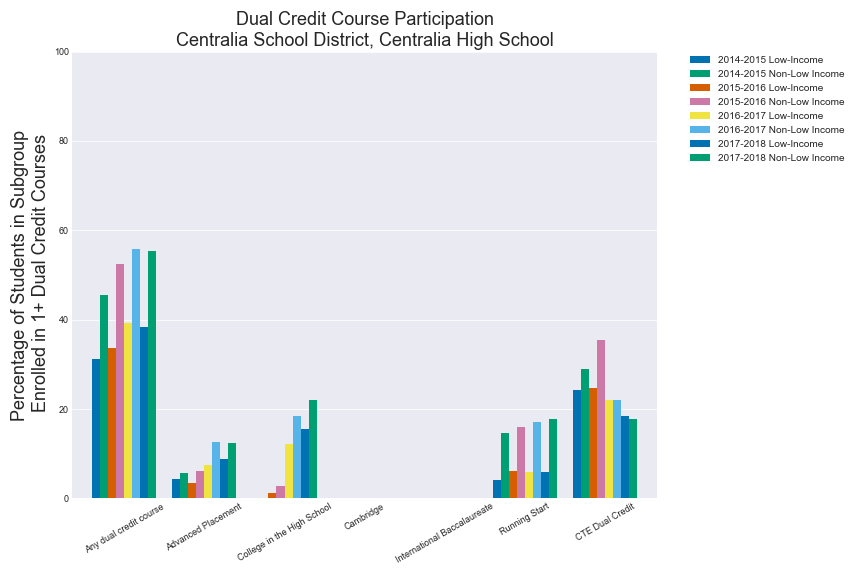 Dual Credit Course Participation
Centralia School District, Centralia High School
Percentage of Students in Subgroup
Enrolled in 1+ Dual Credit Courses
100
80
60
40
20
0
Any dual credit course
Advanced Placement
College in the High School
Cambridge
International Baccalaureate
Running Start
CTE Dual Credit
2014-2015 Low-Income
2014-2015 Non-Low Income
2015-2016 Low-Income
2015-2016 Non-Low Income
2016-2017 Low-Income
2016-2017 Non-Low Income
2017-2018 Low-Income
2017-2018 Non-Low Income